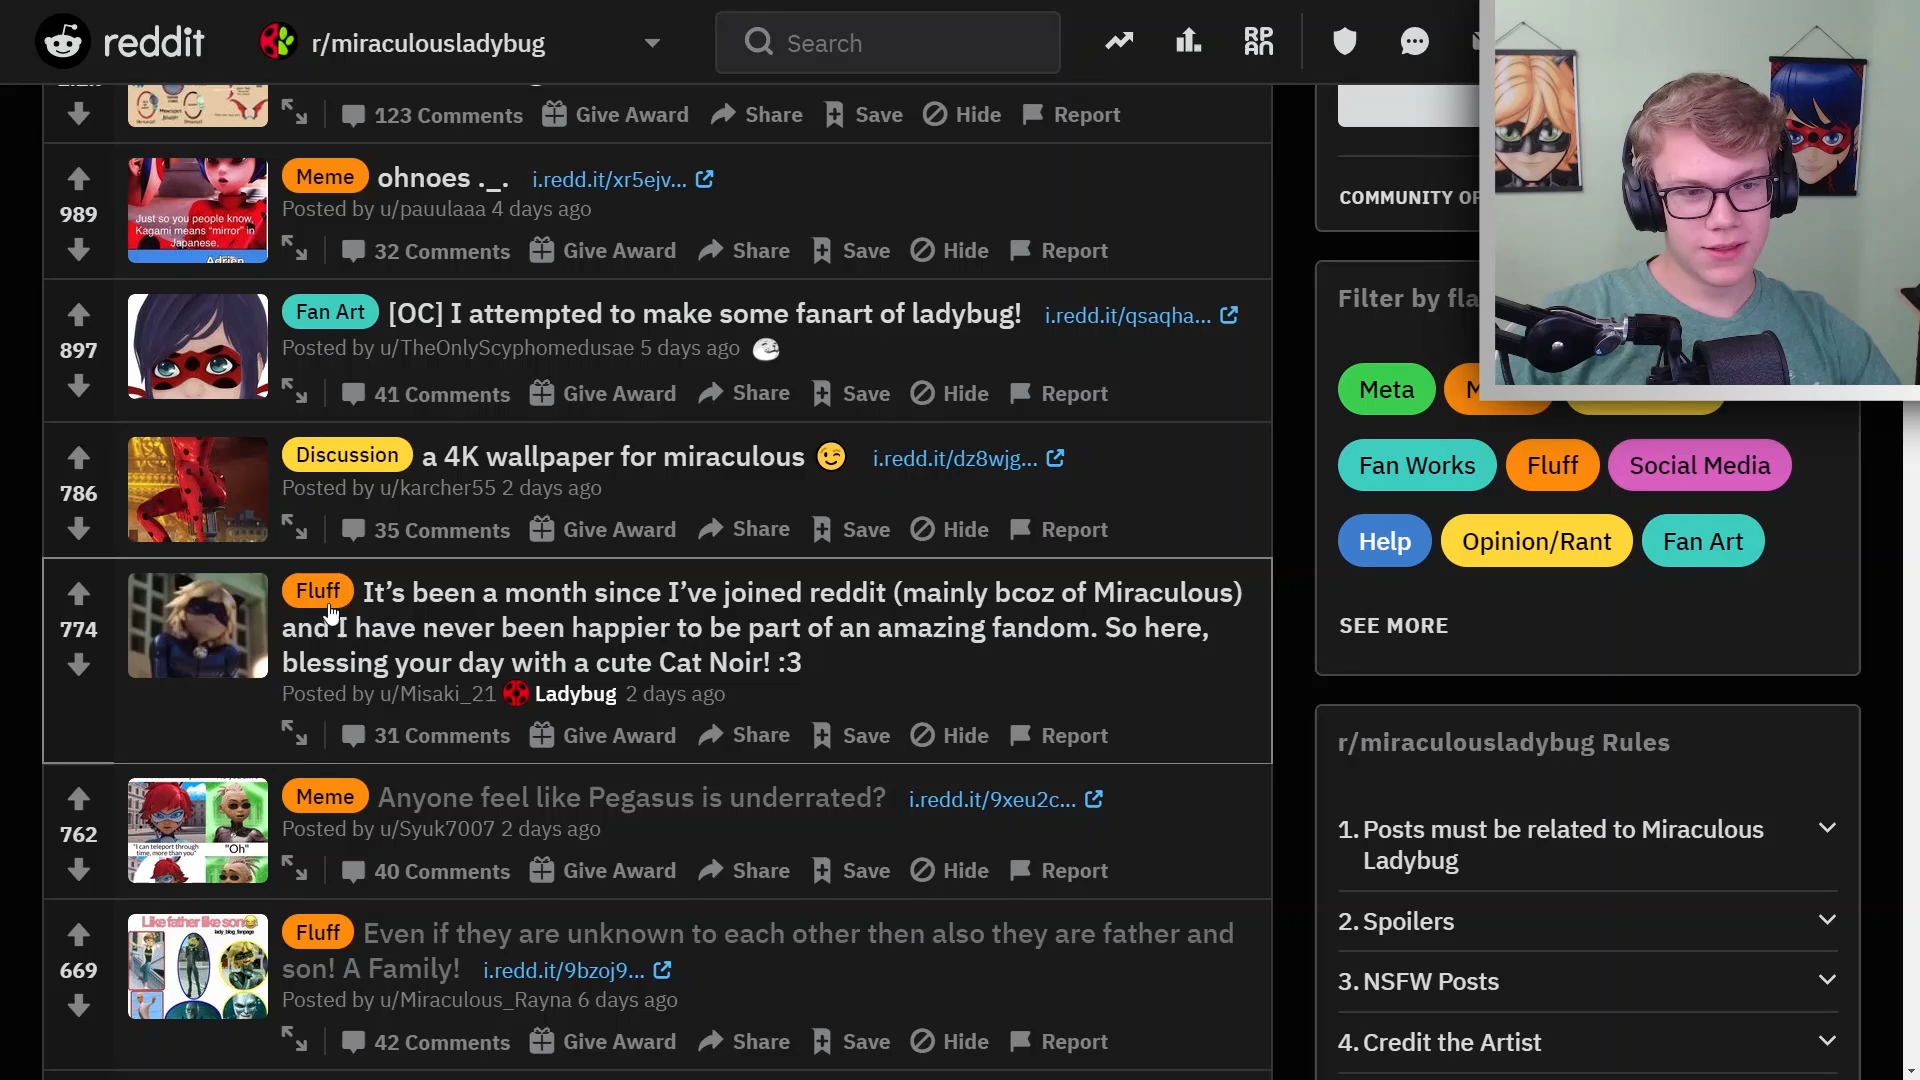 reddit
r/miraculousladybug
Search
RPAN
123 Comments Give Award Share Save Hide Report
COMMUNITY OP
989
Just so you people know,
Kagami means "mirror" in
Japanese.
Adrien
Meme ohnoes ._. i.redd.it/xr5ejv...
Posted by u/pauulaaa 4 days ago
32 Comments Give Award Share Save Hide Report
897
Fan Art [OC] I attempted to make some fanart of ladybug! i.redd.it/qsaqha...
Posted by u/TheOnlyScyphomedusae 5 days ago
41 Comments Give Award Share Save Hide Report
786
Discussion a 4K wallpaper for miraculous 😉 i.redd.it/dz8wjg...
Posted by u/karcher55 2 days ago
35 Comments Give Award Share Save Hide Report
774
Fluff It’s been a month since I’ve joined reddit (mainly bcoz of Miraculous)
and I have never been happier to be part of an amazing fandom. So here,
blessing your day with a cute Cat Noir! :3
Posted by u/Misaki_21 Ladybug 2 days ago
31 Comments Give Award Share Save Hide Report
762
"I can teleport through
time, more than you"
"Oh"
Meme Anyone feel like Pegasus is underrated? i.redd.it/9xeu2c...
Posted by u/Syuk7007 2 days ago
40 Comments Give Award Share Save Hide Report
669
Like father like son😂
lady_blog_fanpage
Fluff Even if they are unknown to each other then also they are father and
son! A Family! i.redd.it/9bzoj9...
Posted by u/Miraculous_Rayna 6 days ago
42 Comments Give Award Share Save Hide Report
Filter by fla
Meta M
Fan Works Fluff Social Media
Help Opinion/Rant Fan Art
SEE MORE
r/miraculousladybug Rules
1. Posts must be related to Miraculous
Ladybug
2. Spoilers
3. NSFW Posts
4. Credit the Artist